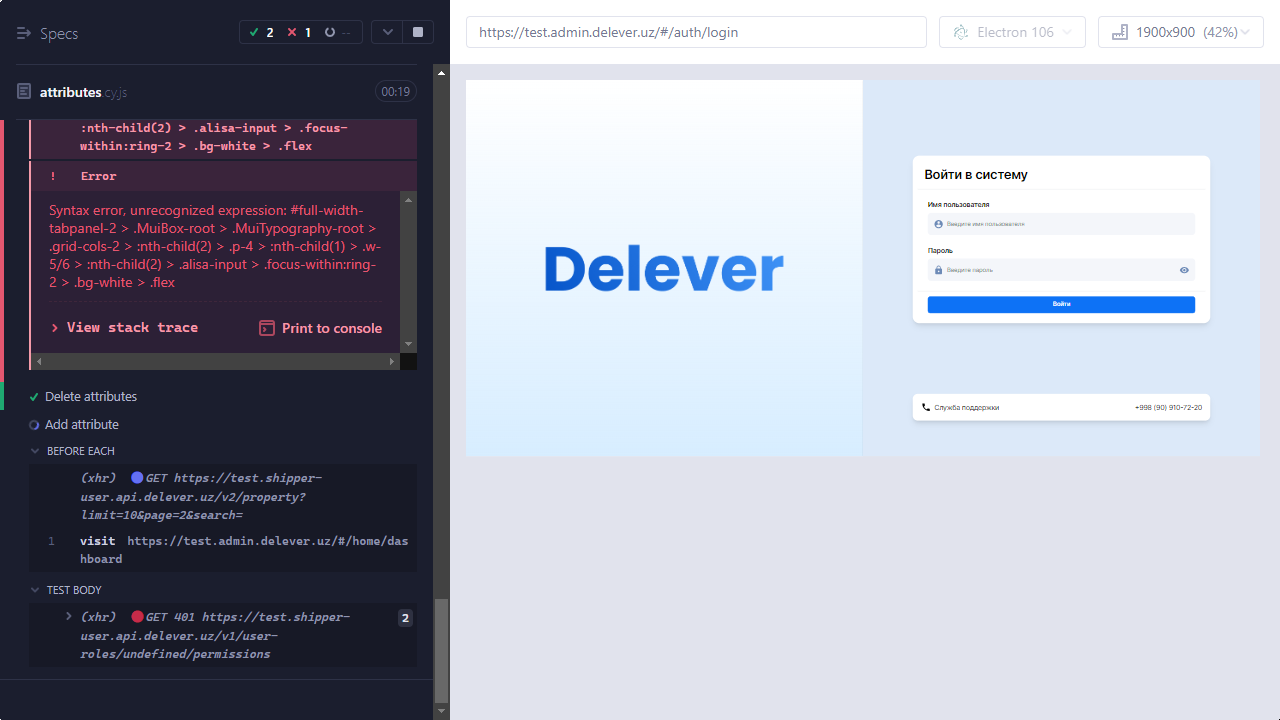 Specs
2
1
--
attributes.cy.js
00:19
:nth-child(2) > .alisa-input > .focus-
within:ring-2 > .bg-white > .flex
! Error
Syntax error, unrecognized expression: #full-width-
tabpanel-2 > .MuiBox-root > .MuiTypography-root >
.grid-cols-2 > :nth-child(2) > .p-4 > :nth-child(1) > .w-
5/6 > :nth-child(2) > .alisa-input > .focus-within:ring-
2 > .bg-white > .flex
View stack trace
Print to console
Delete attributes
Add attribute
BEFORE EACH
(xhr) GET https://test.shipper-
user.api.delever.uz/v2/property?
limit=10&page=2&search=
1 visit https://test.admin.delever.uz/#/home/das
hboard
TEST BODY
(xhr) GET 401 https://test.shipper-
user.api.delever.uz/v1/user-
roles/undefined/permissions
2
https://test.admin.delever.uz/#/auth/login
Electron 106
1900x900 (42%)
Delever
Войти в систему
Имя пользователя
Введите имя пользователя
Пароль
Введите пароль
Войти
Служба поддержки
+998 (90) 910-72-20